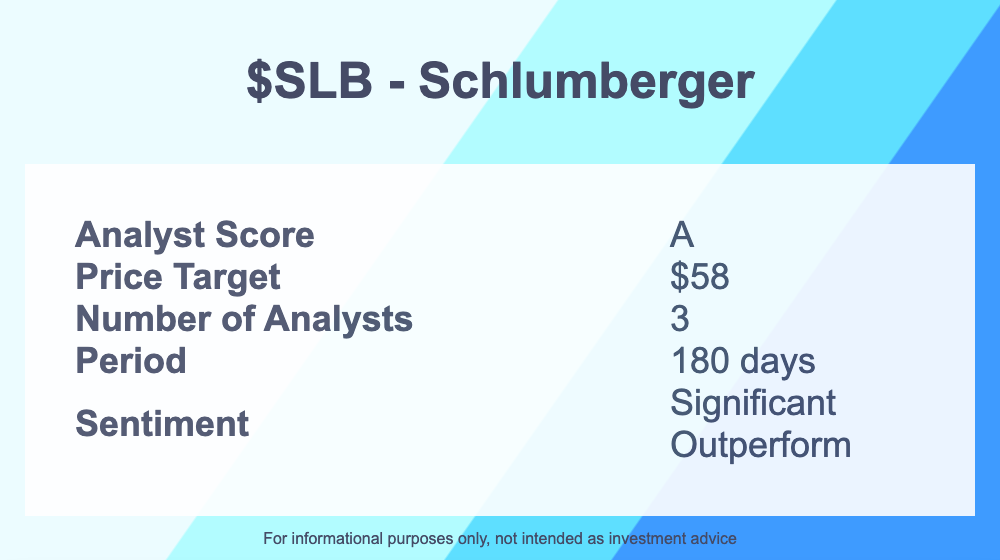 $SLB - Schlumberger
Analyst Score A
Price Target $58
Number of Analysts 3
Period 180 days
Sentiment Significant Outperform
For informational purposes only, not intended as investment advice